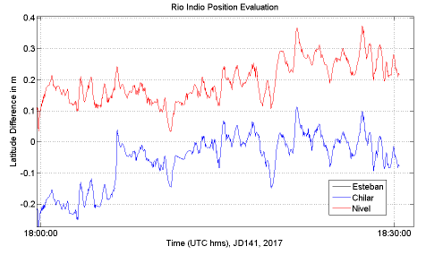 Rio Indio Position Evaluation
0.4
0.3
0.2
0.1
0
-0.1
-0.2
Latitude Difference in m
Esteban
Chilar
Nivel
18:00:00
18:30:00
Time (UTC hms), JD141, 2017